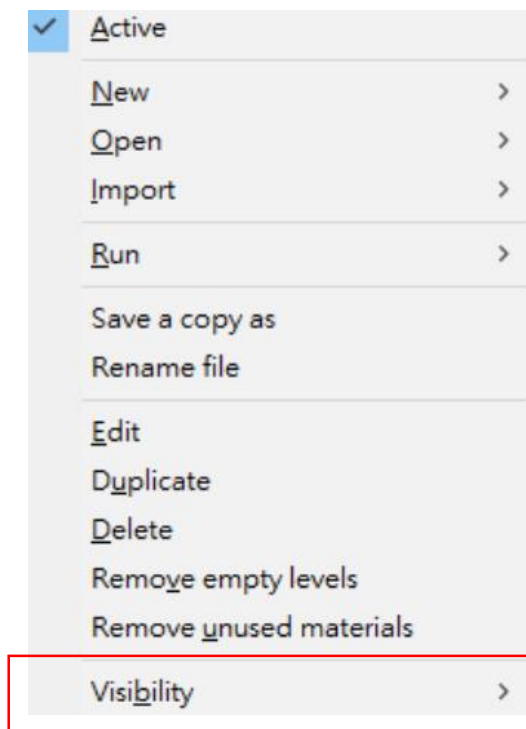 Active
New
Open
Import
Run
Save a copy as
Rename file
Edit
Duplicate
Delete
Remove empty levels
Remove unused materials
Visibility